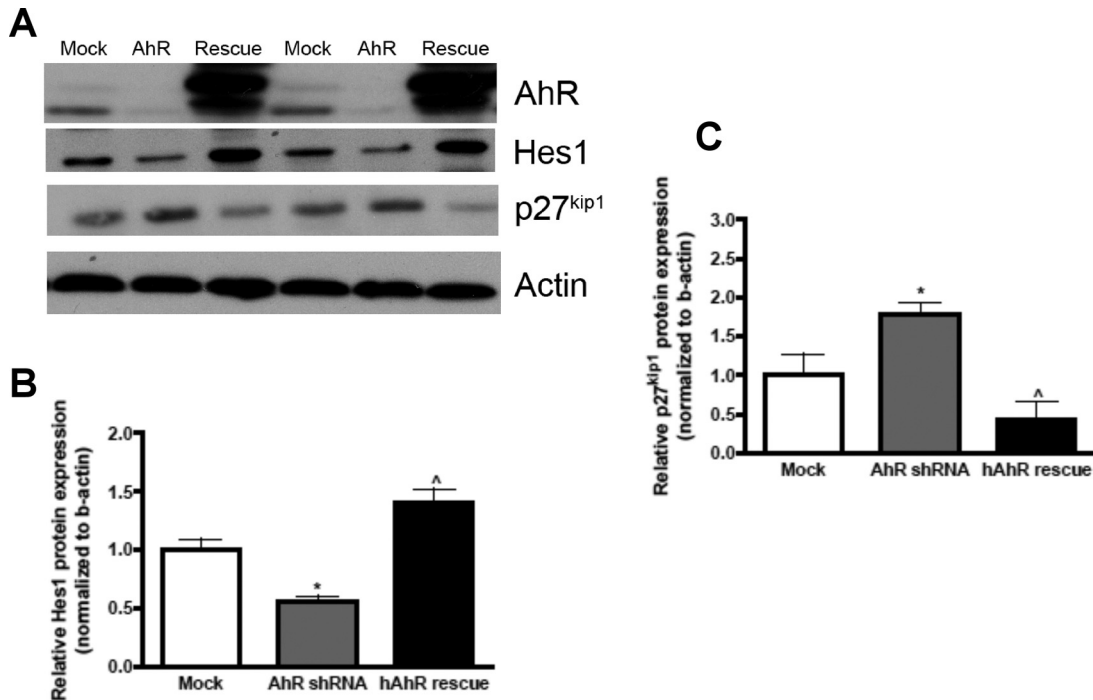 A
Mock AhR Rescue Mock AhR Rescue
AhR
Hes1
p27kip1
Actin
B
Relative Hes1 protein expression
(normalized to b-actin)
2.0
1.5
1.0
0.5
0.0
*
^
Mock AhR shRNA hAhR rescue
C
Relative p27kip1 protein expression
(normalized to b-actin)
3.0
2.5
2.0
1.5
1.0
0.5
0.0
*
^
Mock AhR shRNA hAhR rescue